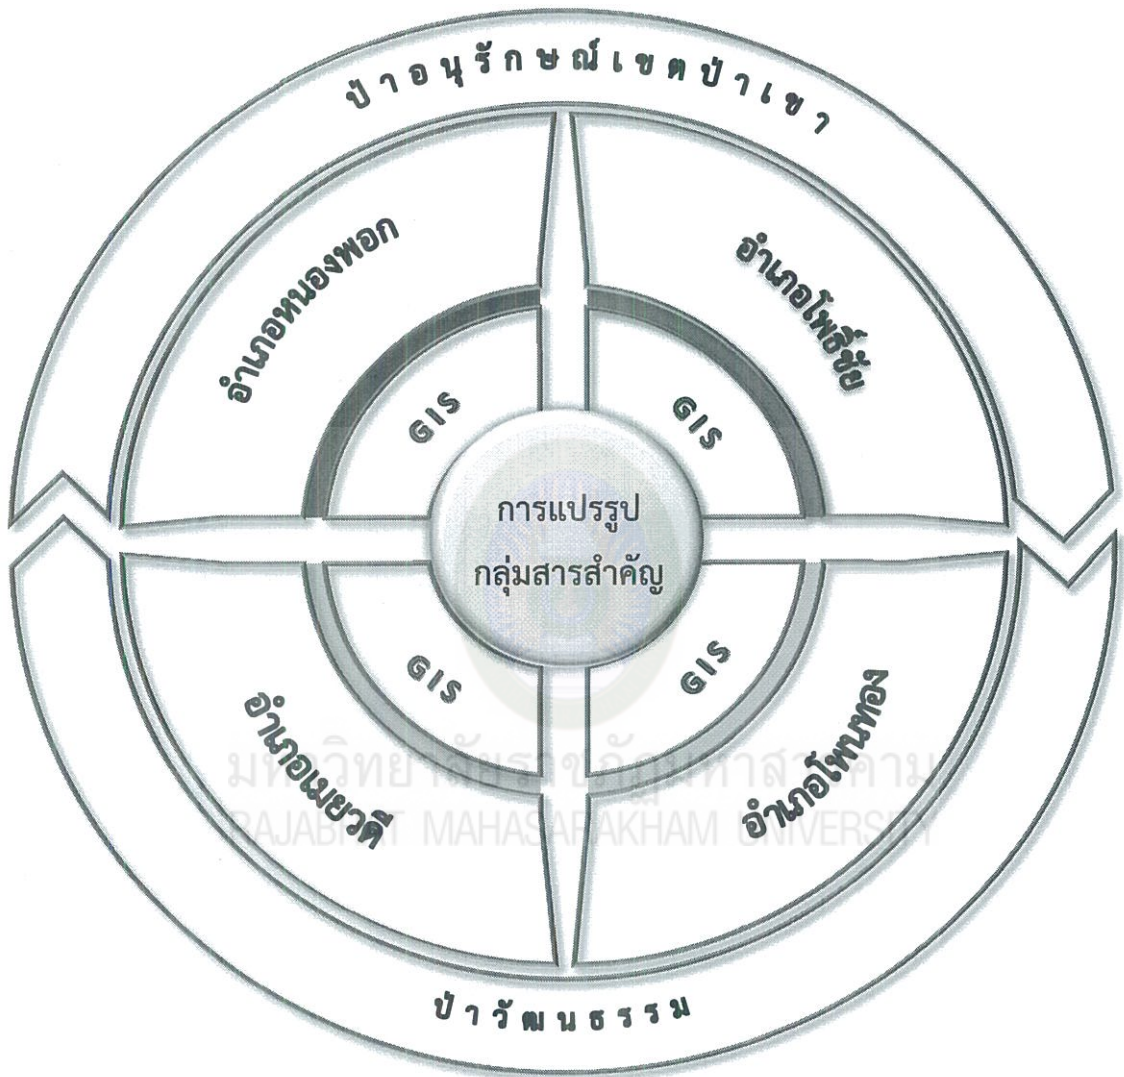 ป่าอนุรักษ์เขตป่าเขา
อำเภอหนองพอก
อำเภอโพธิ์ชัย
GIS
GIS
การแปรรูป
กลุ่มสารสำคัญ
GIS
GIS
อำเภอเมยวดี
อำเภอโพนทอง
มหาวิทยาลัยราชภัฏมหาสารคาม
RAJABHAT MAHASARAKHAM UNIVERSITY
ป่าวัฒนธรรม